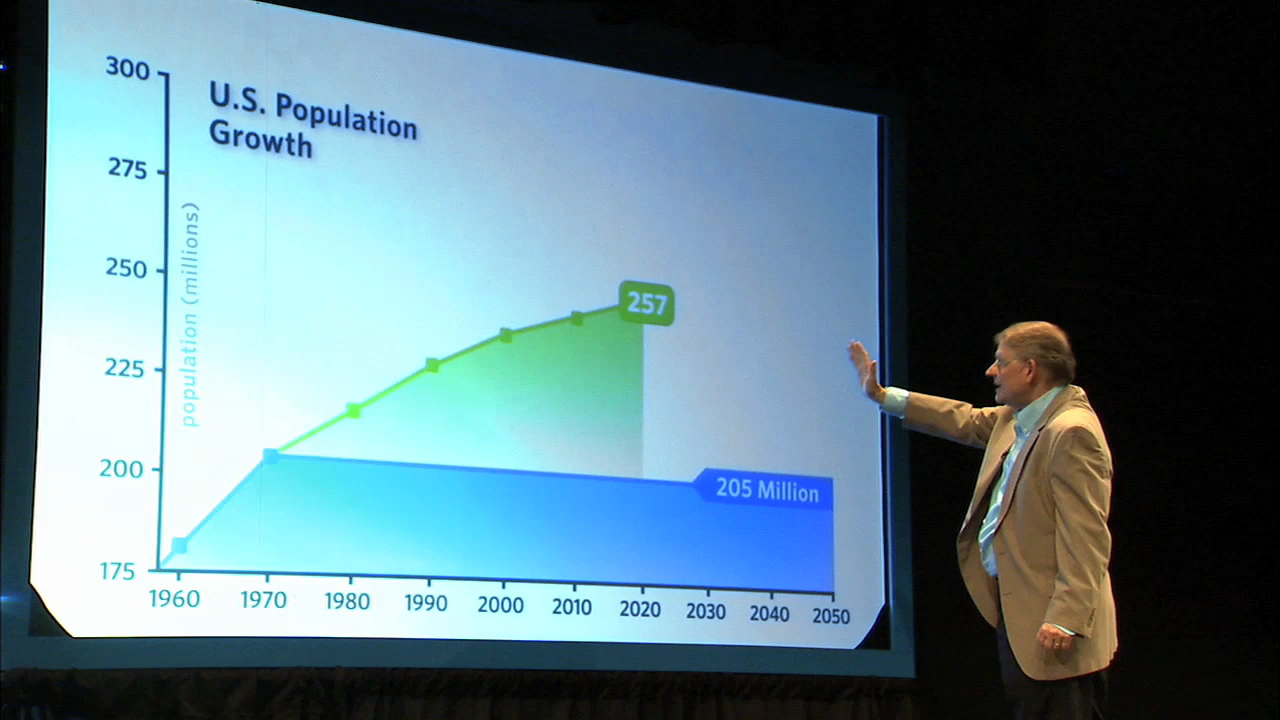 U.S. Population
Growth
population (millions)
300
275
250
225
200
175
257
205 Million
1960 1970 1980 1990 2000 2010 2020 2030 2040 2050